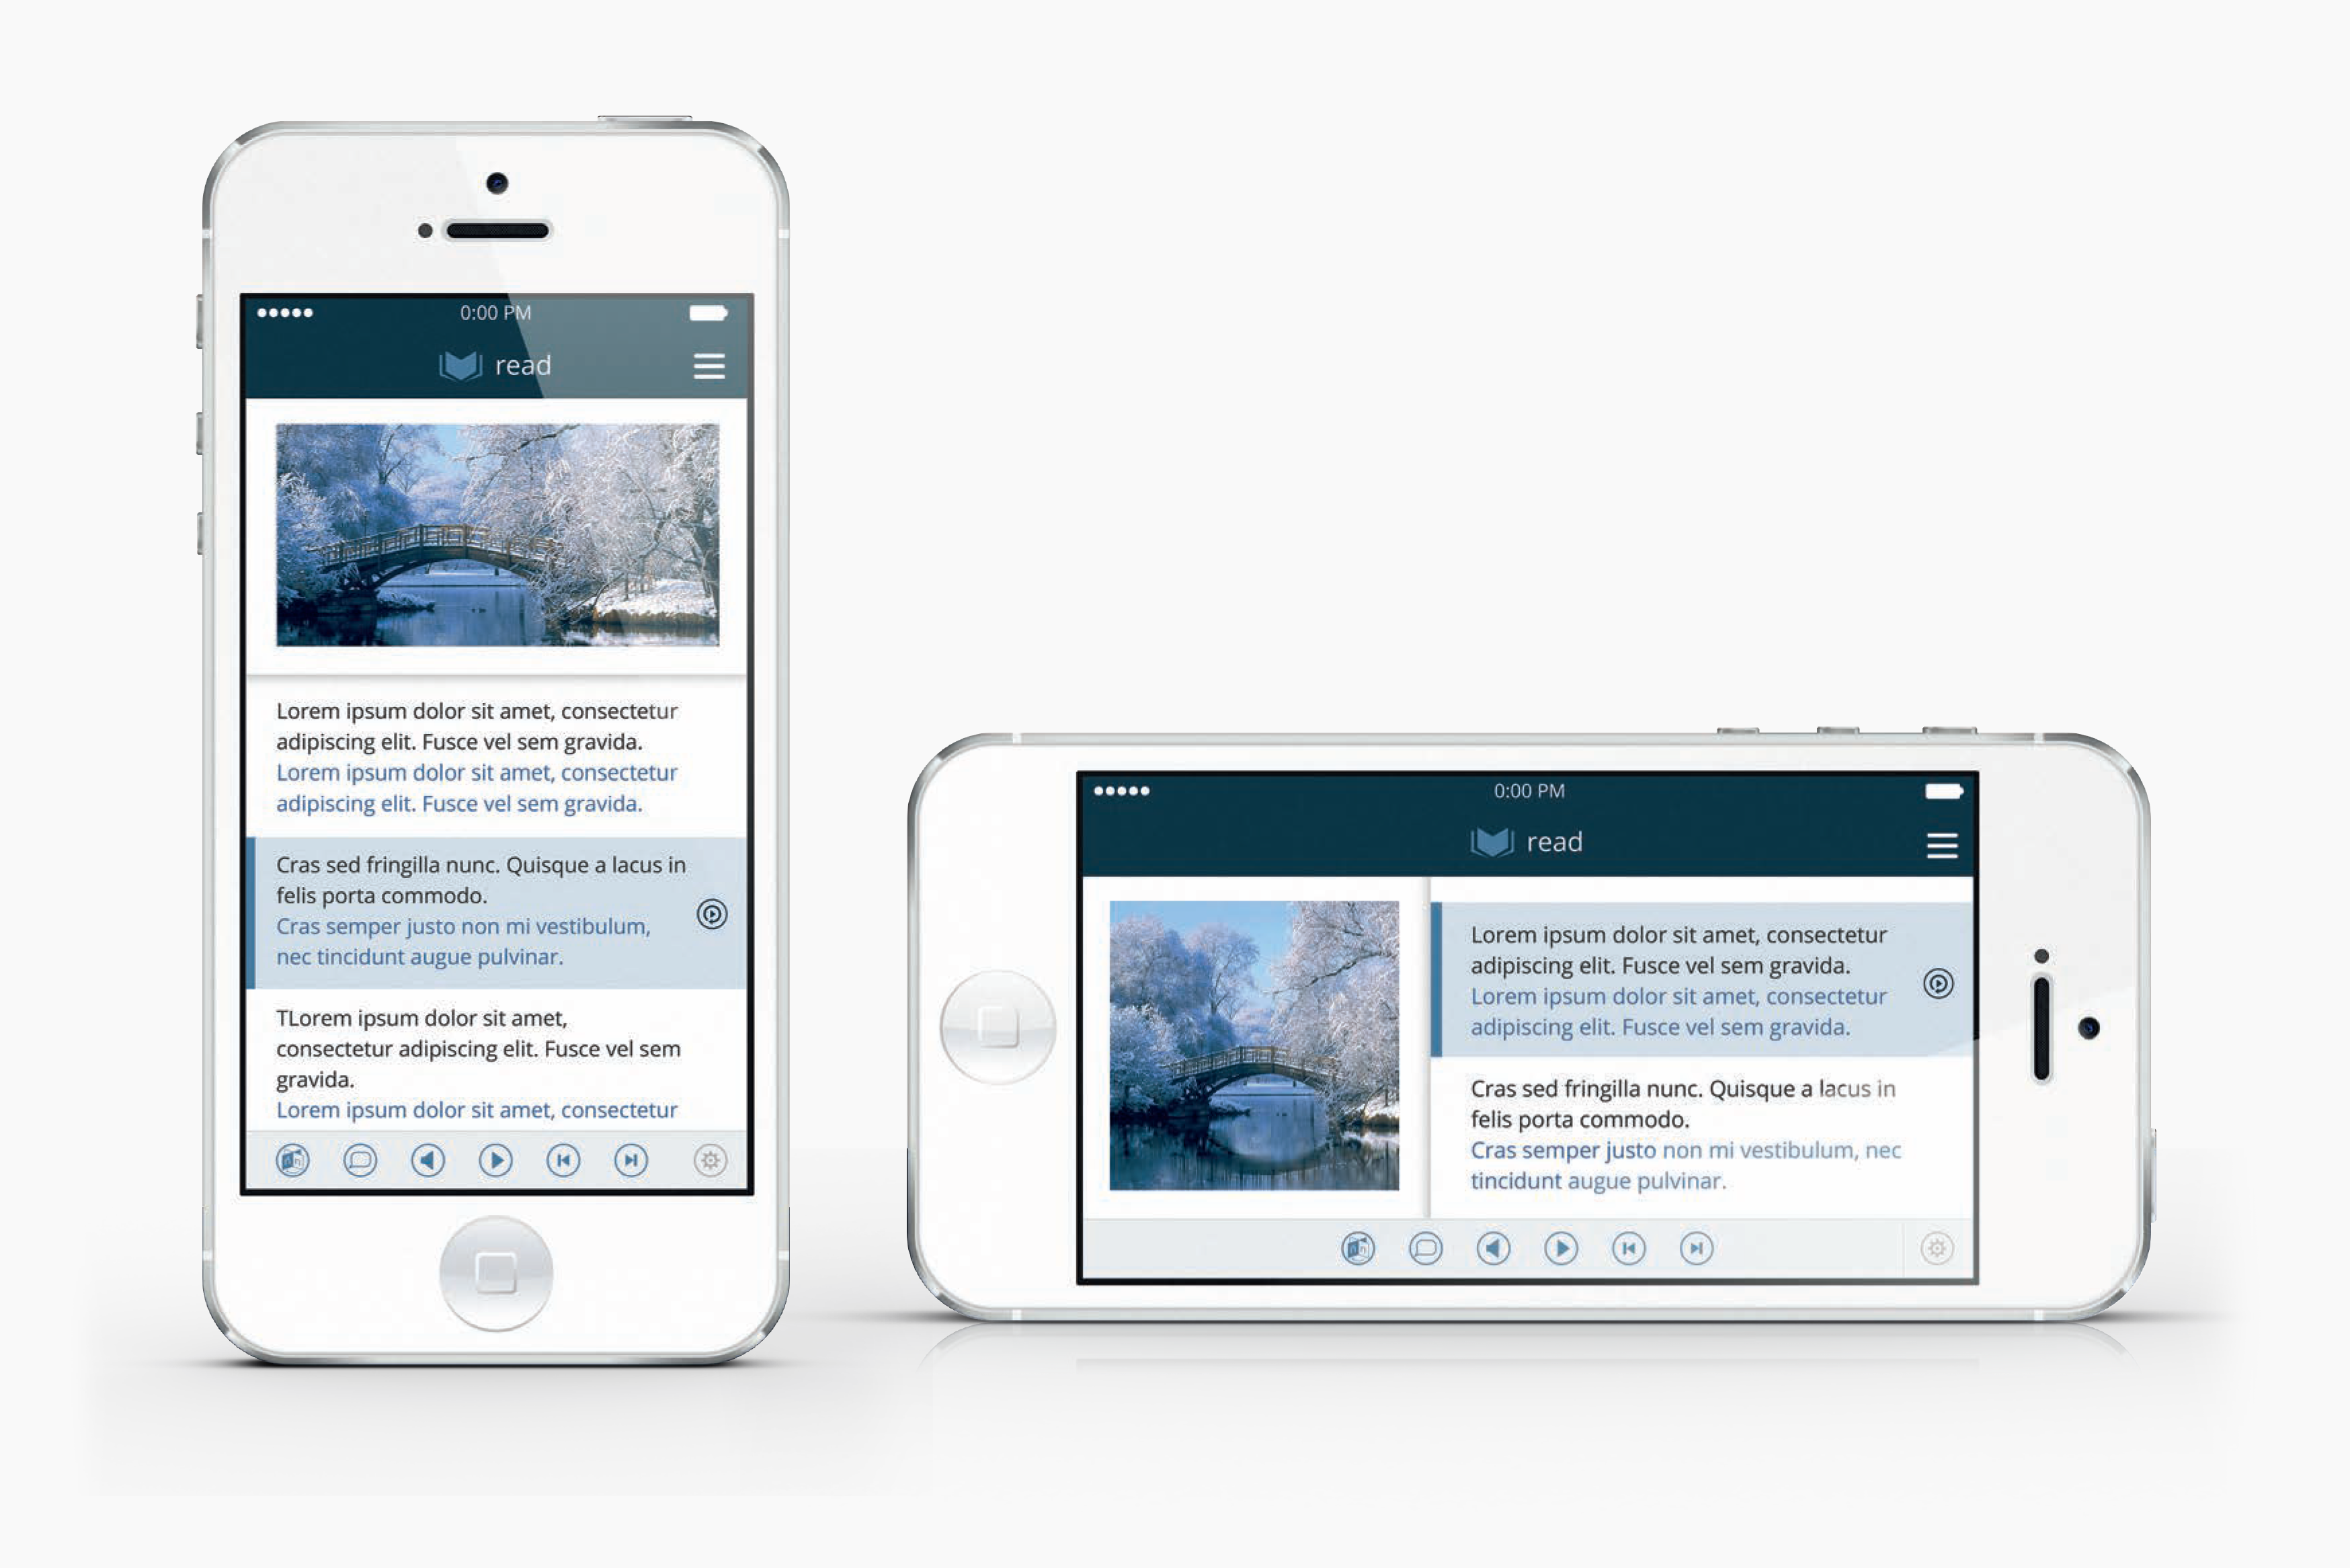 0:00 PM
read
Lorem ipsum dolor sit amet, consectetur
adipiscing elit. Fusce vel sem gravida.
Lorem ipsum dolor sit amet, consectetur
adipiscing elit. Fusce vel sem gravida.
Cras sed fringilla nunc. Quisque a lacus in
felis porta commodo.
Cras semper justo non mi vestibulum,
nec tincidunt augue pulvinar.
TLorem ipsum dolor sit amet,
consectetur adipiscing elit. Fusce vel sem
gravida.
Lorem ipsum dolor sit amet, consectetur
0:00 PM
read
Lorem ipsum dolor sit amet, consectetur
adipiscing elit. Fusce vel sem gravida.
Lorem ipsum dolor sit amet, consectetur
adipiscing elit. Fusce vel sem gravida.
Cras sed fringilla nunc. Quisque a lacus in
felis porta commodo.
Cras semper justo non mi vestibulum, nec
tincidunt augue pulvinar.